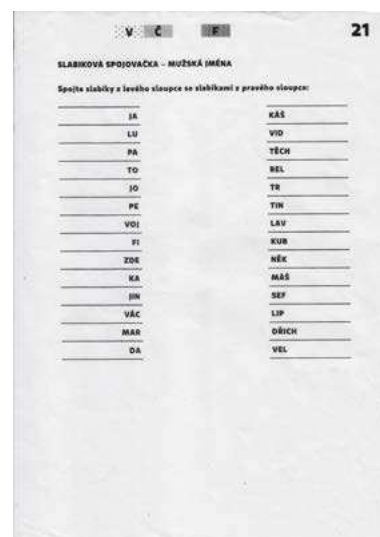 V Č F 21
SLABIKOVÁ SPOJOVAČKA – MUŽSKÁ JMÉNA
Spojte slabiky z levého sloupce se slabikami z pravého sloupce:
JA KÁŠ
LU VID
PA TĚCH
TO REL
JO TR
PE TIN
VOJ LAV
FI KUB
ZDE NĚK
KA MÁŠ
JIN SEF
VÁC LIP
MAR DŘICH
DA VEL